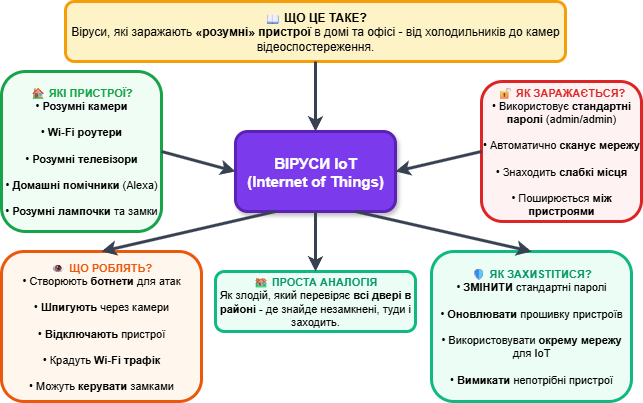 📖 ЩО ЦЕ ТАКЕ?
Віруси, які заражають «розумні» пристрої в домі та офісі - від холодильників до камер
відеоспостереження.
🏠 ЯКІ ПРИСТРОЇ?
• Розумні камери
• Wi-Fi роутери
• Розумні телевізори
• Домашні помічники (Alexa)
• Розумні лампочки та замки
🔓 ЯК ЗАРАЖАЄТЬСЯ?
• Використовує стандартні
паролі (admin/admin)
• Автоматично сканує мережу
• Знаходить слабкі місця
• Поширюється між
пристроями
ВІРУСИ IoT
(Internet of Things)
👁 ЩО РОБЛЯТЬ?
• Створюють ботнети для атак
• Шпигують через камери
• Відключають пристрої
• Крадуть Wi-Fi трафік
• Можуть керувати замками
🏘 ПРОСТА АНАЛОГІЯ
Як злодій, який перевіряє всі двері в
районі - де знайде незамкнені, туди і
заходить.
🛡 ЯК ЗАХИSТІТИСЯ?
• ЗМІНИТИ стандартні паролі
• Оновлювати прошивку пристроїв
• Використовувати окрему мережу
для IoT
• Вимикати непотрібні пристрої